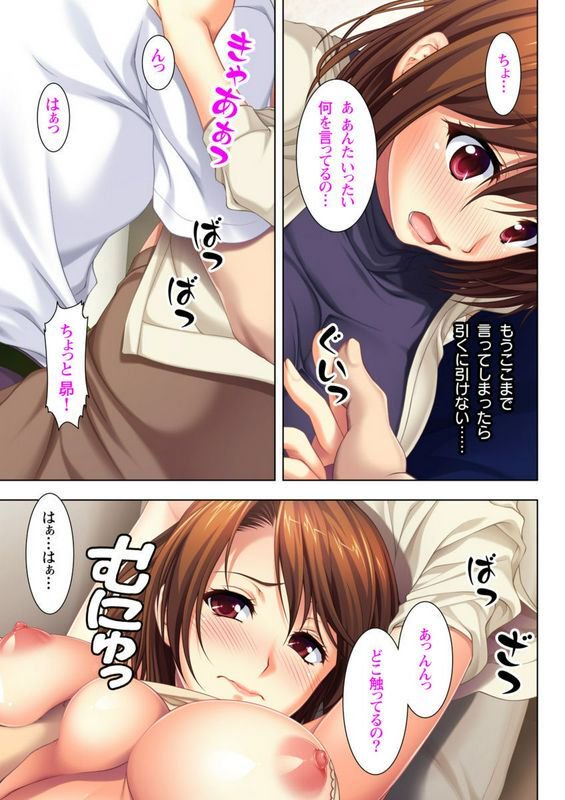 ちょ…
あ あんた いったい
何を言ってるの…
もうここまで
言ってしまったら
引くに引けない……
ぐいっ
きゃあぁっ
んっ
はぁっ
ばっ
ばっ
ちょっと 昴！
ばっ
ざっ
あっ んんっ
どこ触ってるの？
むにゅっ
はぁ…はぁ…